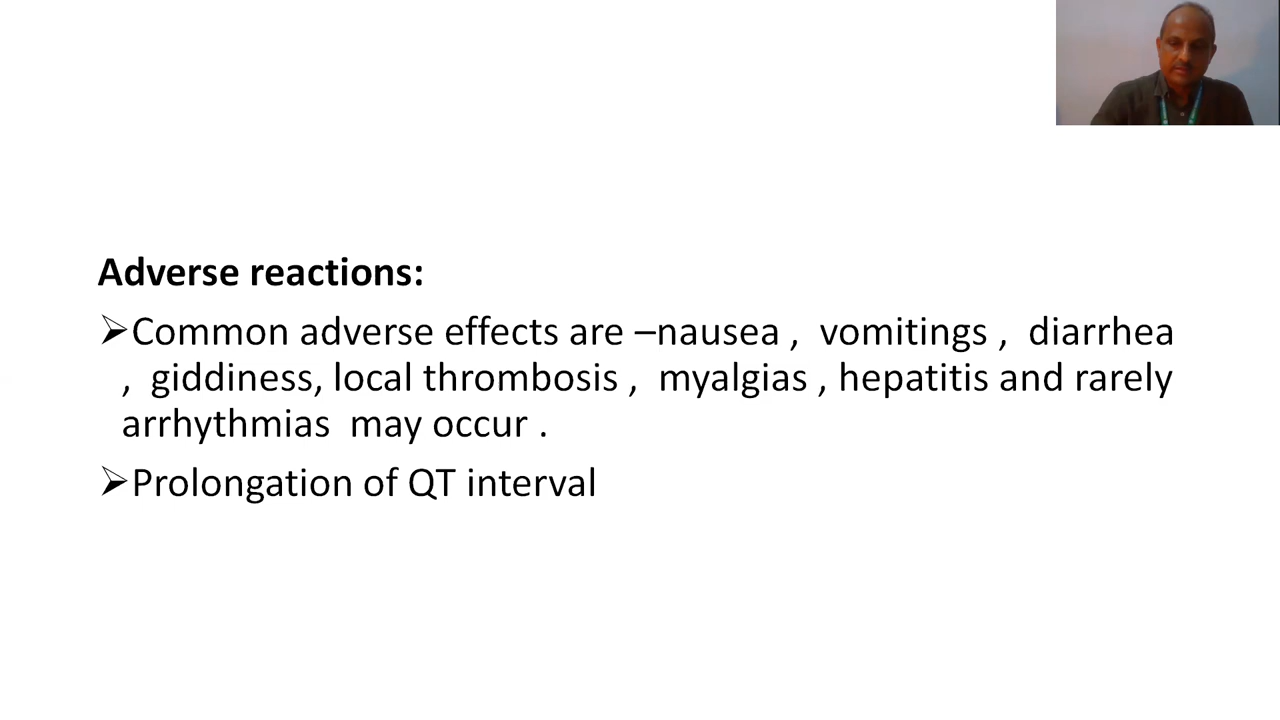 Adverse reactions:
➢Common adverse effects are –nausea , vomitings , diarrhea
, giddiness, local thrombosis , myalgias , hepatitis and rarely
arrhythmias may occur .
➢Prolongation of QT interval